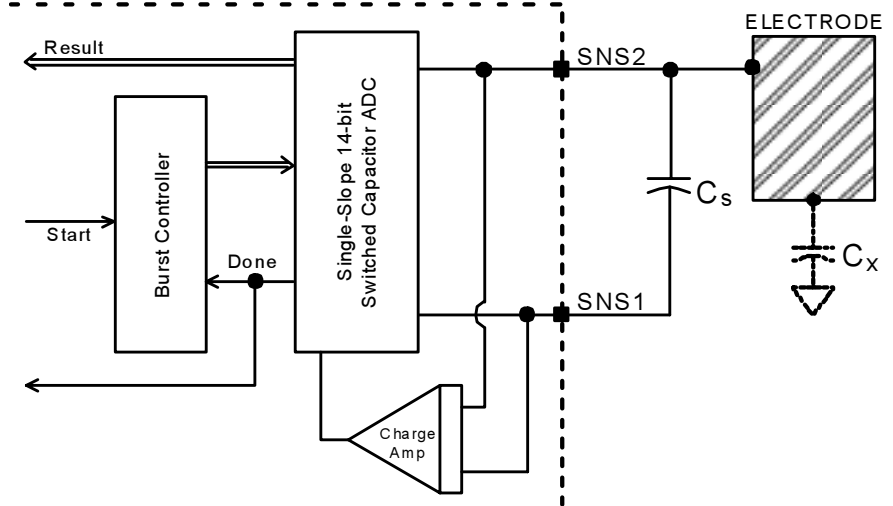 ELECTRODE
Result
SNS2
Single-Slope 14-bit
Switched Capacitor ADC
Burst Controller
Start
Done
Cs
Cx
SNS1
Charge
Amp